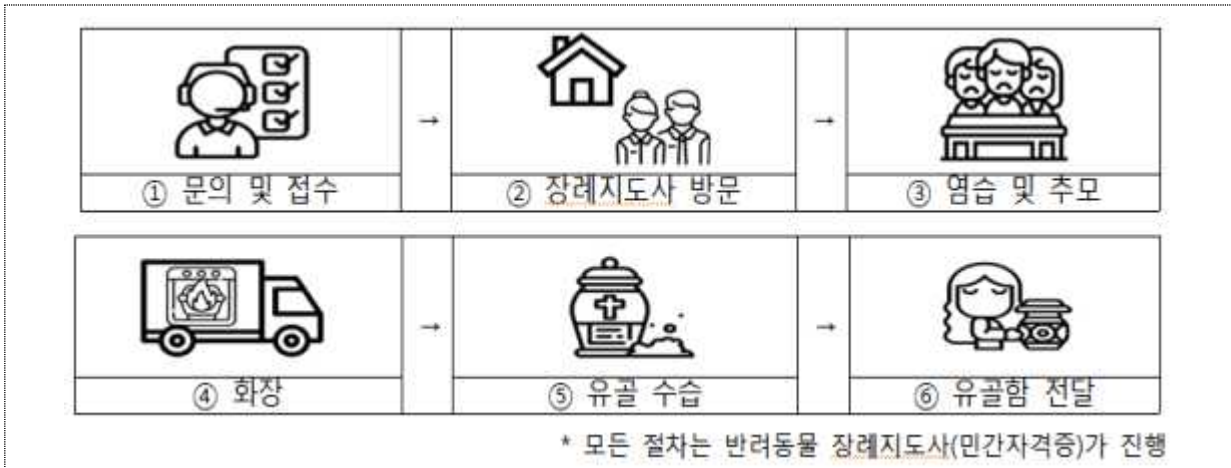 ① 문의 및 접수 → ② 장례지도사 방문 → ③ 염습 및 추모
④ 화장 → ⑤ 유골 수습 → ⑥ 유골함 전달
* 모든 절차는 반려동물 장례지도사(민간자격증)가 진행